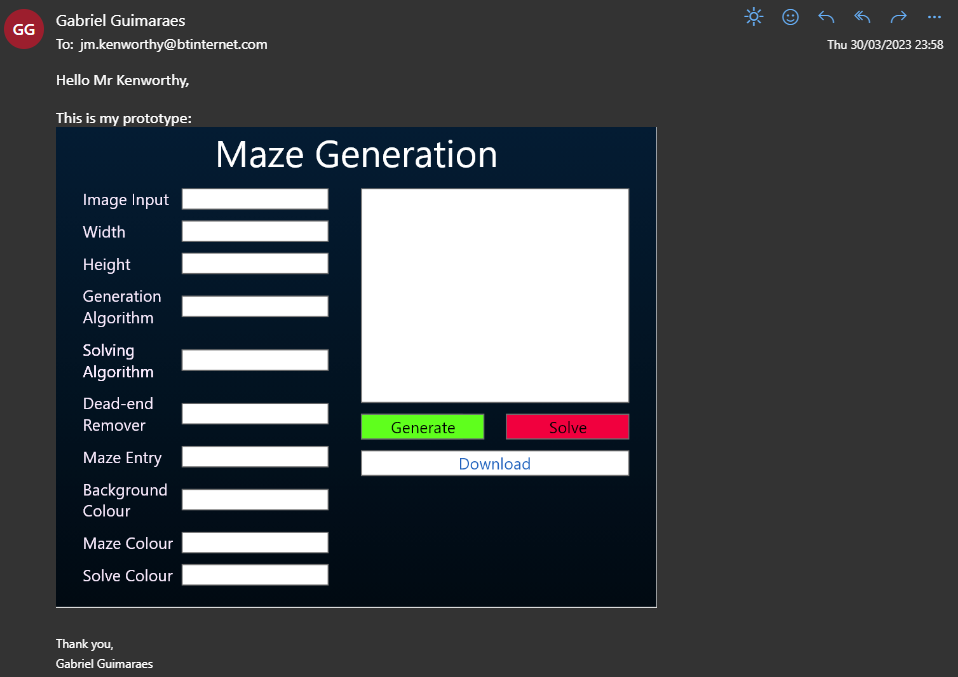 GG
Gabriel Guimaraes
To: jm.kenworthy@btinternet.com
Thu 30/03/2023 23:58
Hello Mr Kenworthy,
This is my prototype:
Maze Generation
Image Input
Width
Height
Generation
Algorithm
Solving
Algorithm
Dead-end
Remover
Maze Entry
Background
Colour
Maze Colour
Solve Colour
Generate
Solve
Download
Thank you,
Gabriel Guimaraes